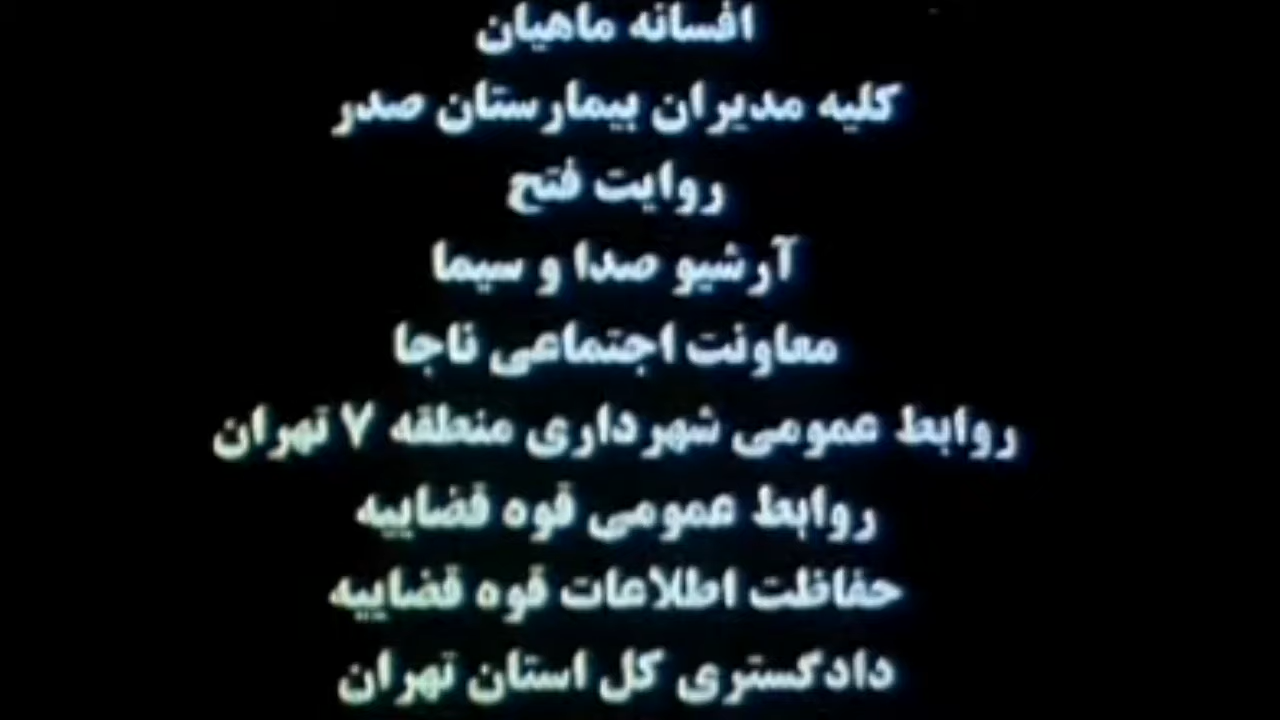 افسانه ماهیان
کلیه مدیران بیمارستان صدر
روایت فتح
آرشیو صدا و سیما
معاونت اجتماعی ناجا
روابط عمومی شهرداری منطقه ۷ تهران
روابط عمومی قوه قضاییه
حفاظت اطلاعات قوه قضاییه
دادگستری کل استان تهران